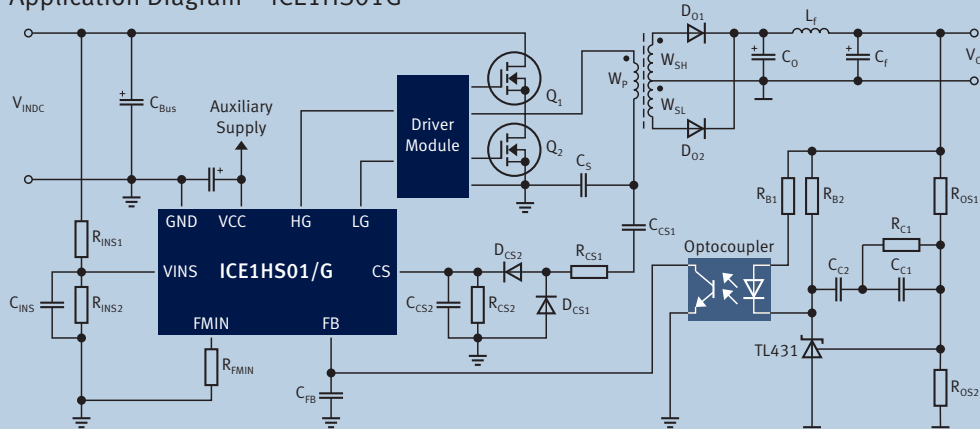 Application Diagram – ICE1HS01G
DO1
Lf
WP
WSH
CO
Cf
VO
VINDC
CBus
Auxiliary
Supply
Driver
Module
Q1
Q2
WSL
DO2
CS
GND
VCC
HG
LG
RB1
RB2
ROS1
RINS1
CCS1
Optocoupler
RC1
VINS
ICE1HS01/G
CS
DCS2
RCS1
CC2
CC1
CINS
RINS2
CCS2
RCS2
DCS1
FMIN
FB
TL431
RFMIN
CFB
ROS2